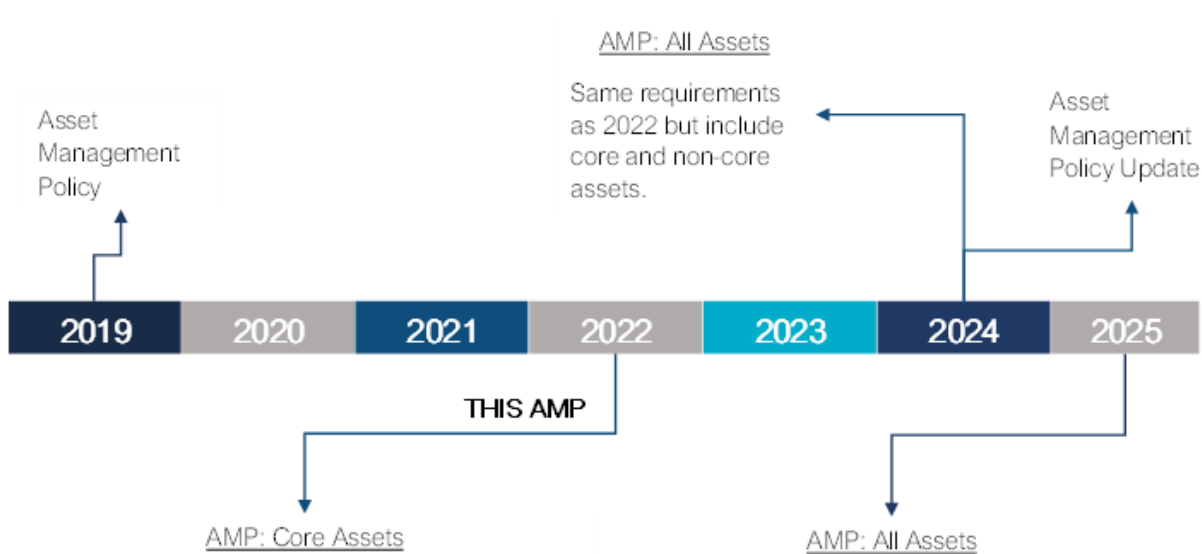 AMP: All Assets
Same requirements
as 2022 but include
core and non-core
assets.
Asset
Management
Policy
Asset
Management
Policy Update
2019
2020
2021
2022
2023
2024
2025
THIS AMP
AMP: Core Assets
AMP: All Assets